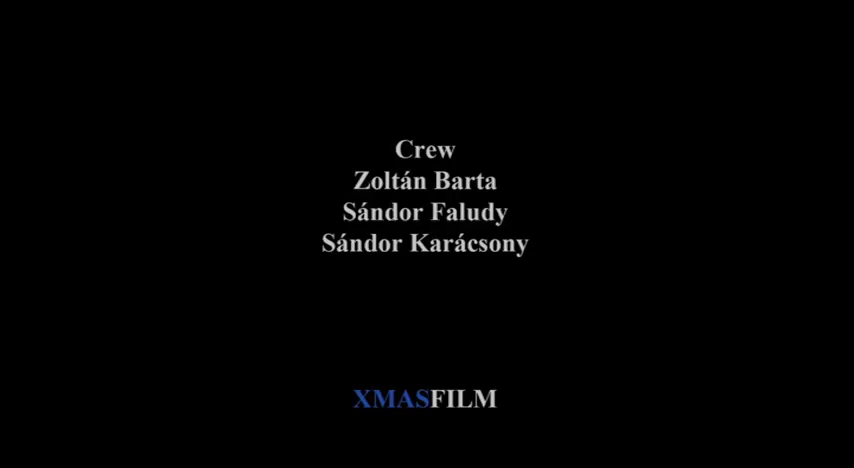 Crew
Zoltán Barta
Sándor Faludy
Sándor Karácsony
XMASFILM